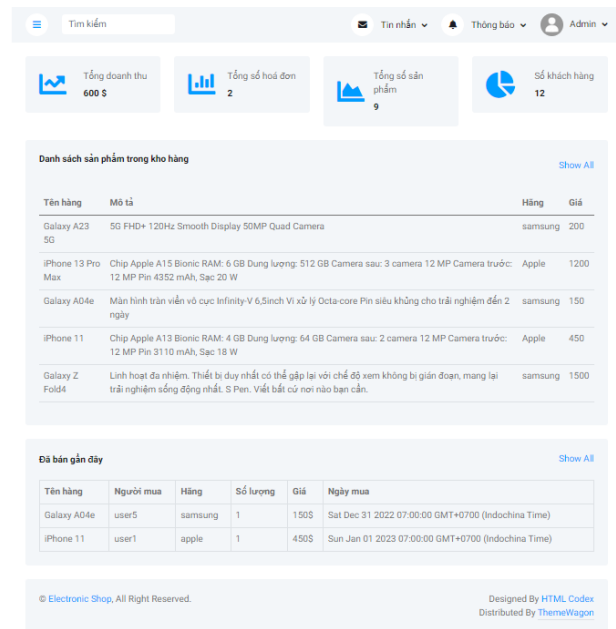 Tìm kiếm
Tin nhắn
Thông báo
Admin
Tổng doanh thu
600 $
Tổng số hoá đơn
2
Tổng số sản
phẩm
9
Số khách hàng
12
Danh sách sản phẩm trong kho hàng
Show All
Tên hàng Mô tả Hãng Giá
Galaxy A23 5G FHD+ 120Hz Smooth Display 50MP Quad Camera samsung 200
5G
iPhone 13 Pro Chip Apple A15 Bionic RAM: 6 GB Dung lượng: 512 GB Camera sau: 3 camera 12 MP Camera trước: Apple 1200
Max 12 MP Pin 4352 mAh, Sạc 20 W
Galaxy A04e Màn hình tràn viền vô cực Infinity-V 6,5inch Vi xử lý Octa-core Pin siêu khủng cho trải nghiệm đến 2 samsung 150
ngày
iPhone 11 Chip Apple A13 Bionic RAM: 4 GB Dung lượng: 64 GB Camera sau: 2 camera 12 MP Camera trước: Apple 450
12 MP Pin 3110 mAh, Sạc 18 W
Galaxy Z Linh hoạt đa nhiệm. Thiết bị duy nhất có thể gập lại với chế độ xem không bị gián đoạn, mang lại samsung 1500
Fold4 trải nghiệm sống động nhất. S Pen. Viết bất cứ nơi nào bạn cần.
Đã bán gần đây
Show All
Tên hàng Người mua Hãng Số lượng Giá Ngày mua
Galaxy A04e user5 samsung 1 150$ Sat Dec 31 2022 07:00:00 GMT+0700 (Indochina Time)
iPhone 11 user1 apple 1 450$ Sun Jan 01 2023 07:00:00 GMT+0700 (Indochina Time)
© Electronic Shop, All Right Reserved.
Designed By HTML Codex
Distributed By ThemeWagon